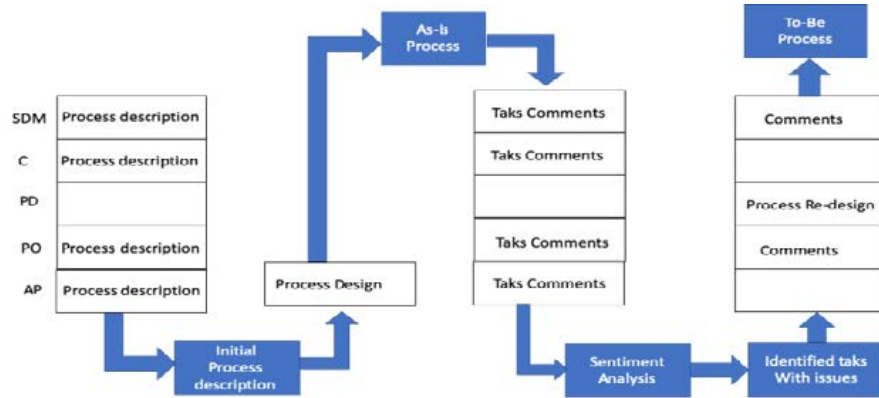 As-Is
Process
To-Be
Process
SDM
Process description
C
Process description
PD
PO
Process description
AP
Process description
Process Design
Initial
Process
description
Taks Comments
Taks Comments
Taks Comments
Taks Comments
Sentiment
Analysis
Identified taks
With issues
Comments
Process Re-design
Comments